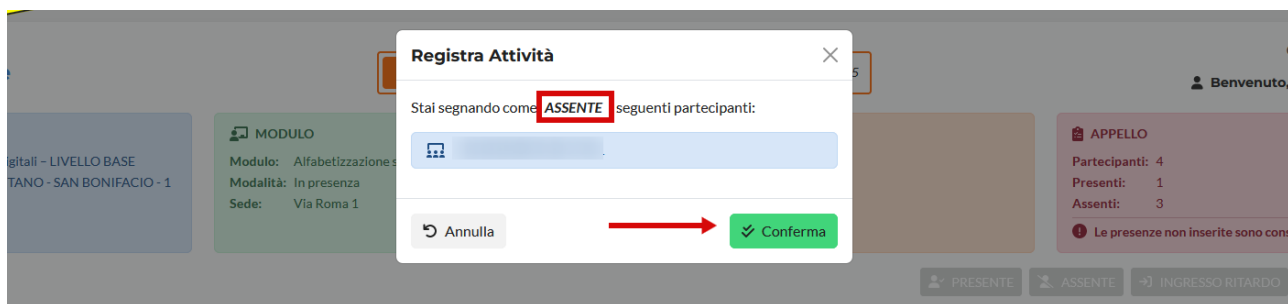 Registra Attività
5
Benvenuto,
Stai segnando come ASSENTE seguenti partecipanti:
igitali – LIVELLO BASE
TANO - SAN BONIFACIO - 1
MODULO
Modulo: Alfabetizzazione s
Modalità: In presenza
Sede: Via Roma 1
Annulla
Conferma
APPELLO
Partecipanti: 4
Presenti: 1
Assenti: 3
Le presenze non inserite sono cons
PRESENTE
ASSENTE
INGRESSO RITARDO